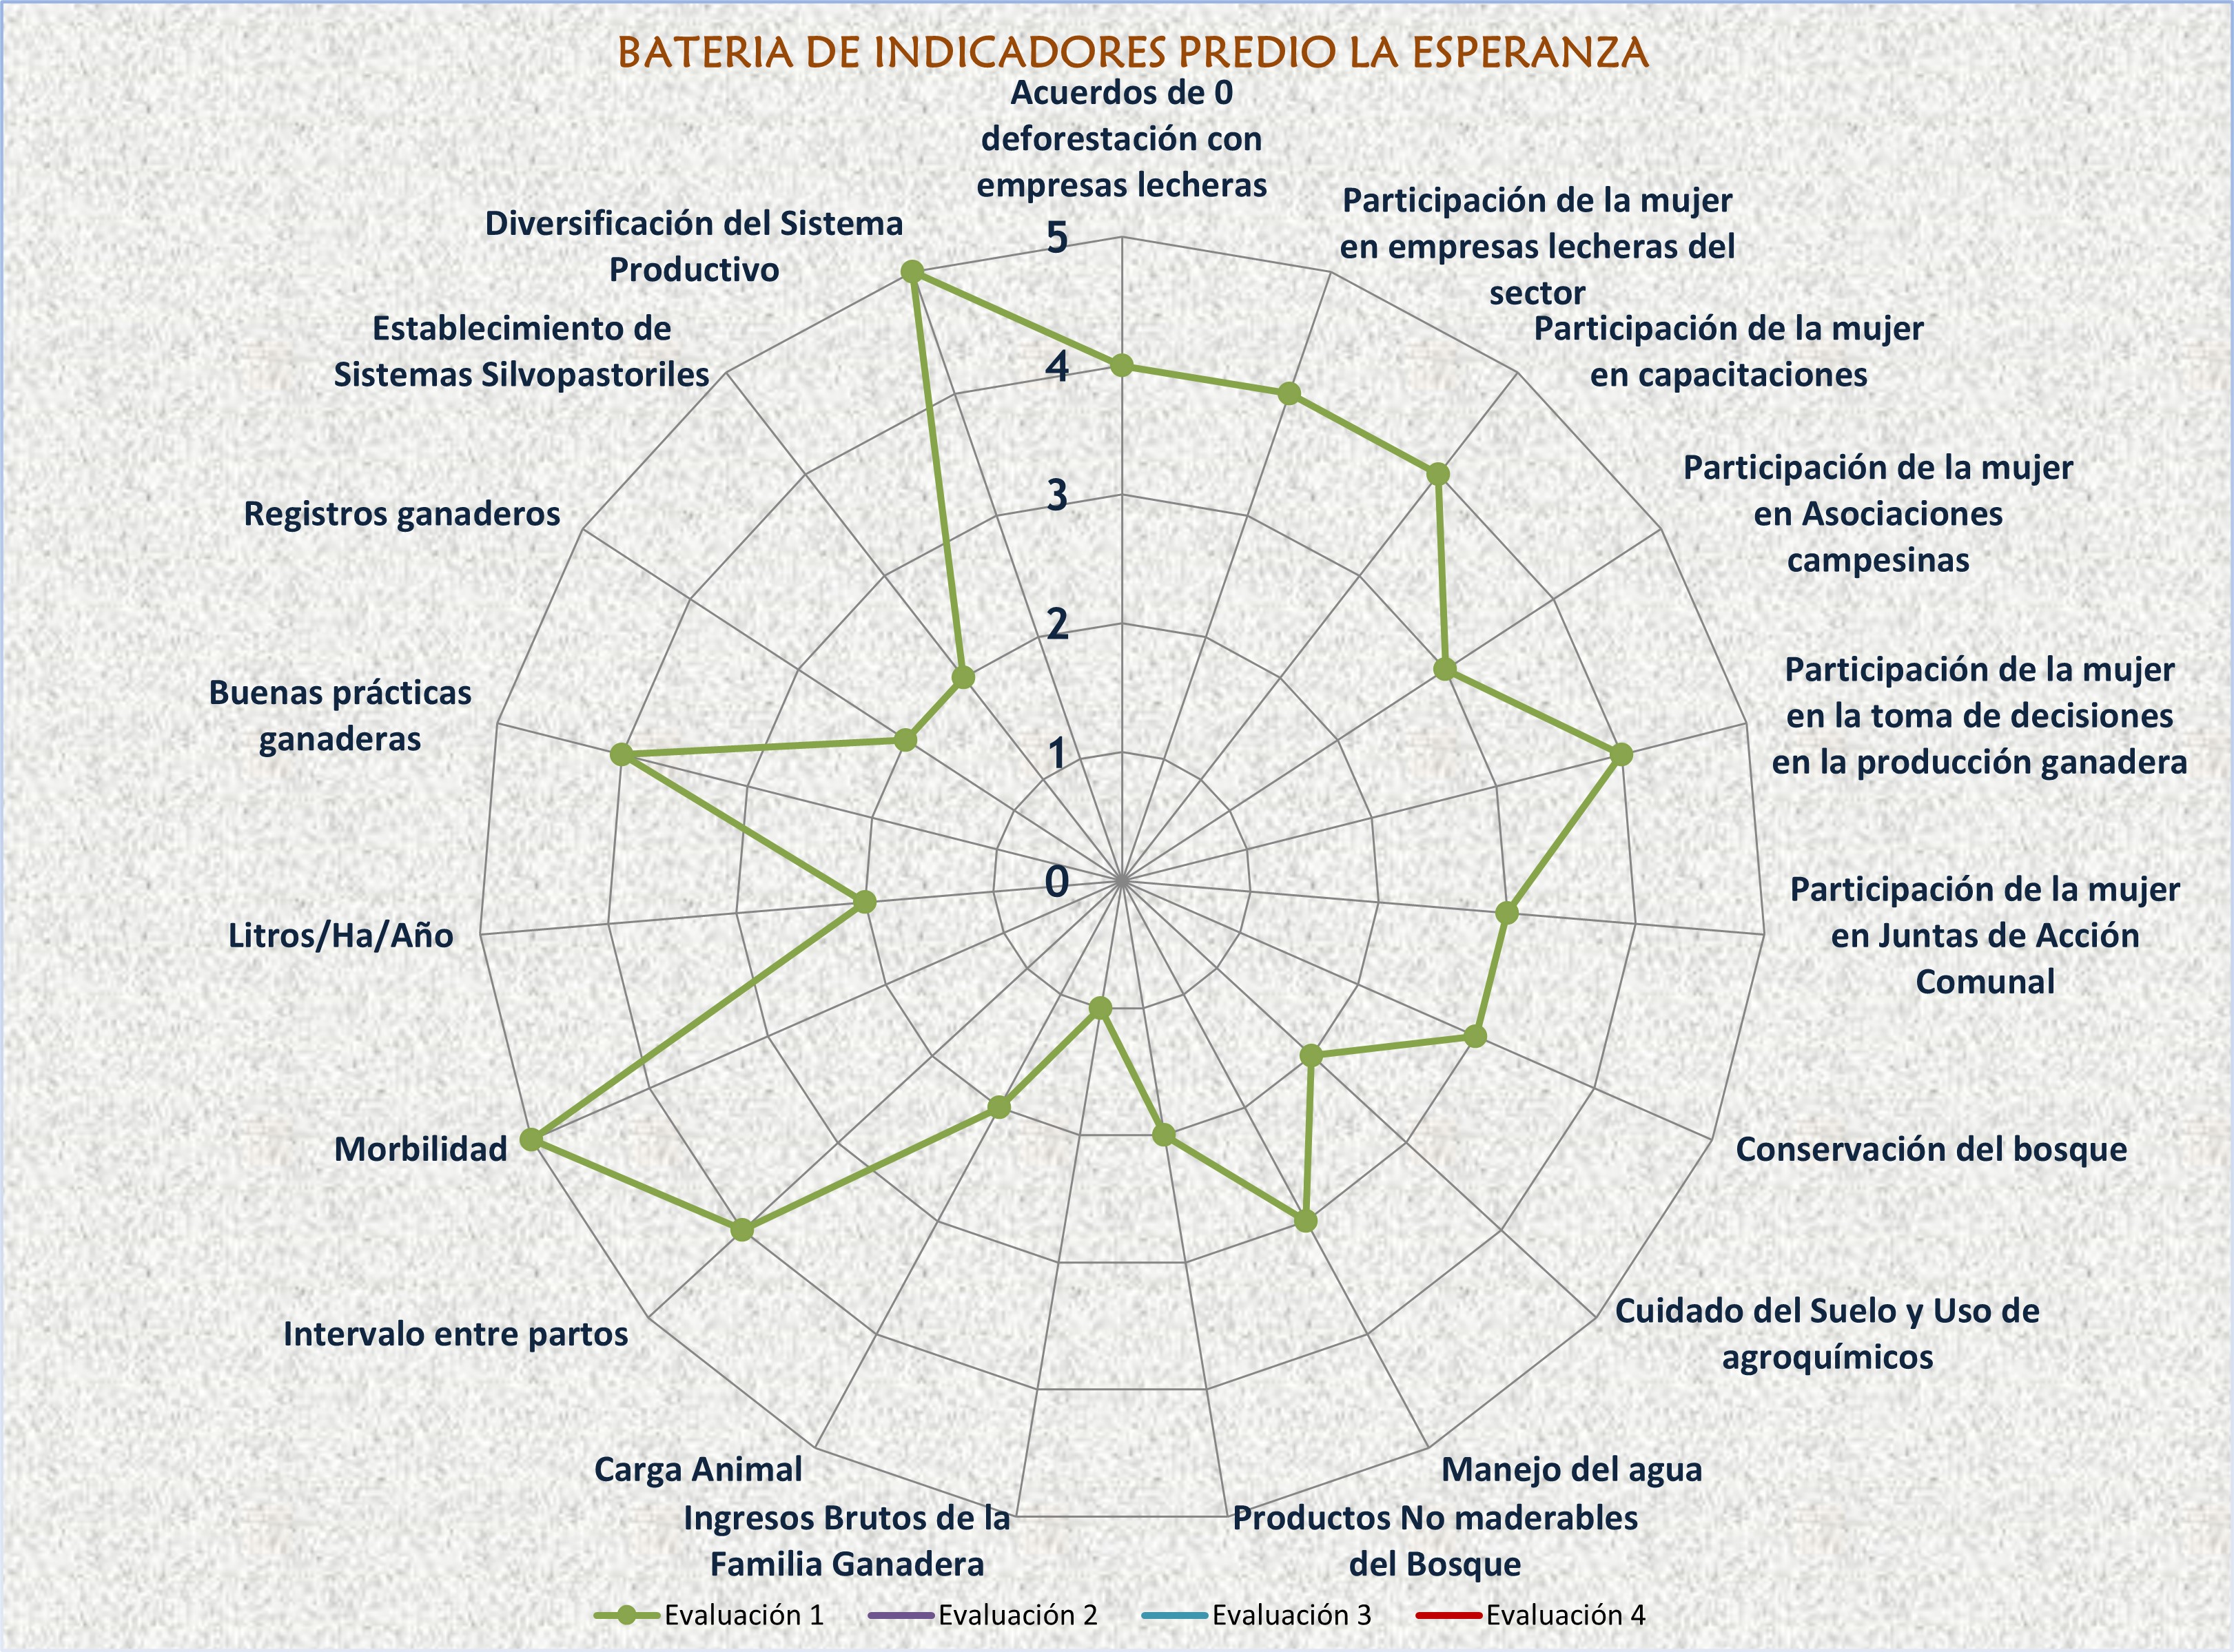 BATERIA DE INDICADORES PREDIO LA ESPERANZA
Acuerdos de 0
deforestación con
empresas lecheras
Participación de la mujer
en empresas lecheras del
sector
Participación de la mujer
en capacitaciones
Participación de la mujer
en Asociaciones
campesinas
Participación de la mujer
en la toma de decisiones
en la producción ganadera
Participación de la mujer
en Juntas de Acción
Comunal
Conservación del bosque
Cuidado del Suelo y Uso de
agroquímicos
Manejo del agua
Productos No maderables
del Bosque
Ingresos Brutos de la
Familia Ganadera
Carga Animal
Intervalo entre partos
Morbilidad
Litros/Ha/Año
Buenas prácticas
ganaderas
Registros ganaderos
Establecimiento de
Sistemas Silvopastoriles
Diversificación del Sistema
Productivo
5
4
3
2
1
0
Evaluación 1
Evaluación 2
Evaluación 3
Evaluación 4